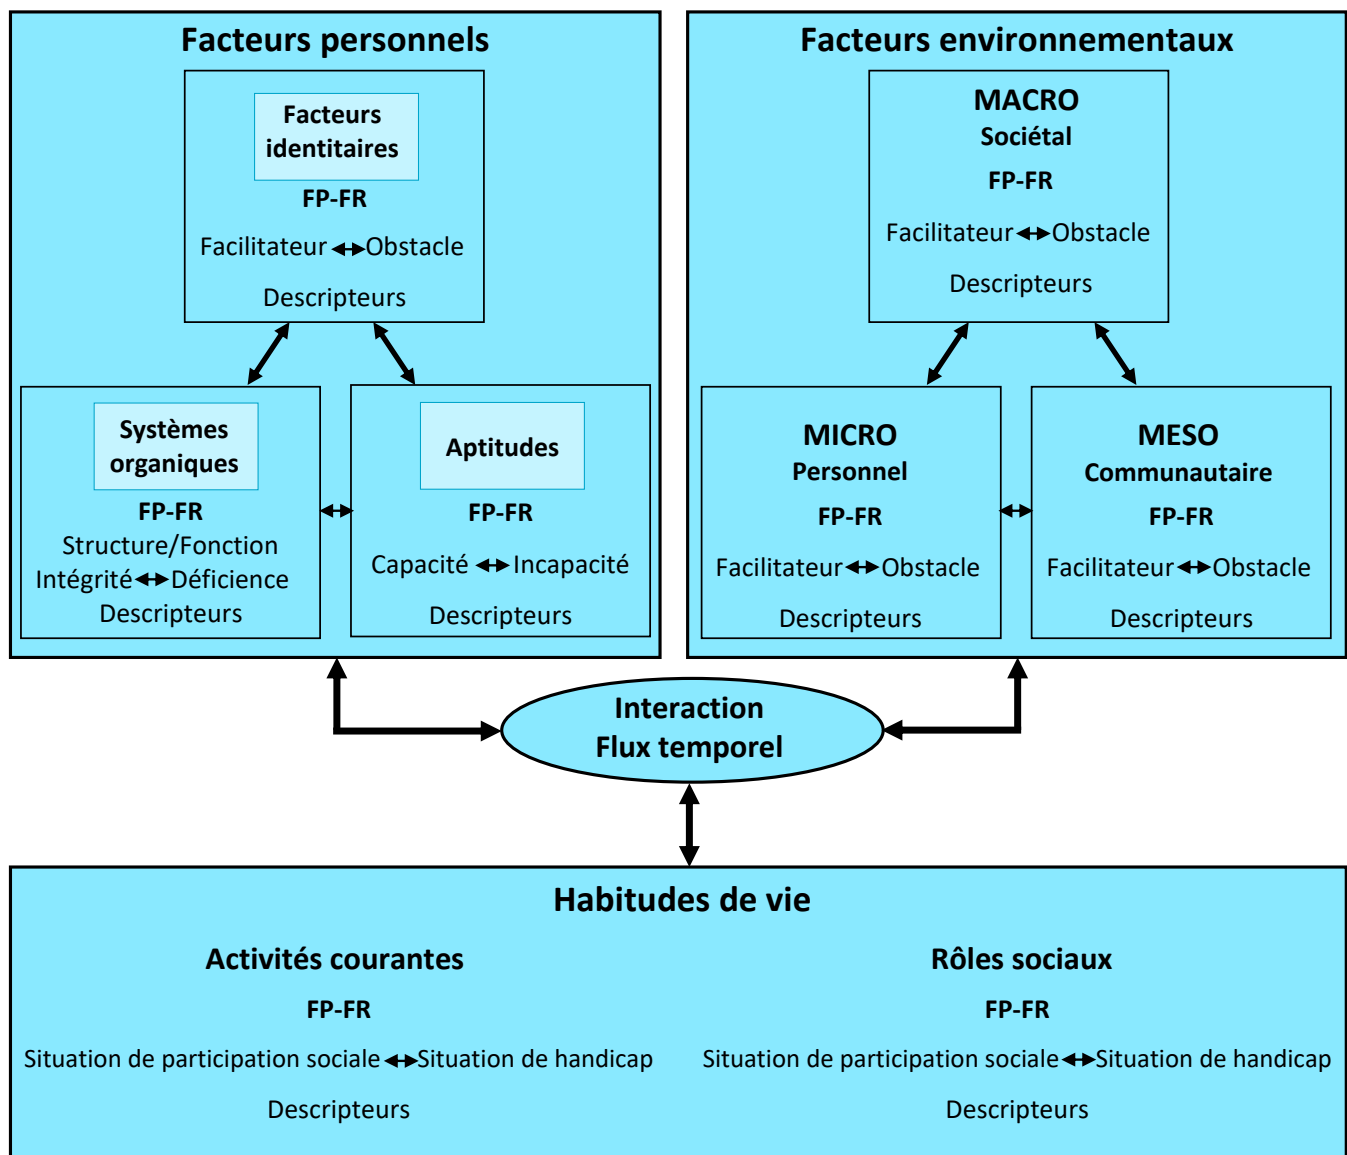 Facteurs personnels
Facteurs
identitaires
FP-FR
Facilitateur Obstacle
Descripteurs
Systèmes
organiques
FP-FR
Structure/Fonction
Intégrité Déficience
Descripteurs
Aptitudes
FP-FR
Capacité Incapacité
Descripteurs
Facteurs environnementaux
MACRO
Sociétal
FP-FR
Facilitateur Obstacle
Descripteurs
MICRO
Personnel
FP-FR
Facilitateur Obstacle
Descripteurs
MESO
Communautaire
FP-FR
Facilitateur Obstacle
Descripteurs
Interaction
Flux temporel
Habitudes de vie
Activités courantes
FP-FR
Situation de participation sociale Situation de handicap
Descripteurs
Rôles sociaux
FP-FR
Situation de participation sociale Situation de handicap
Descripteurs